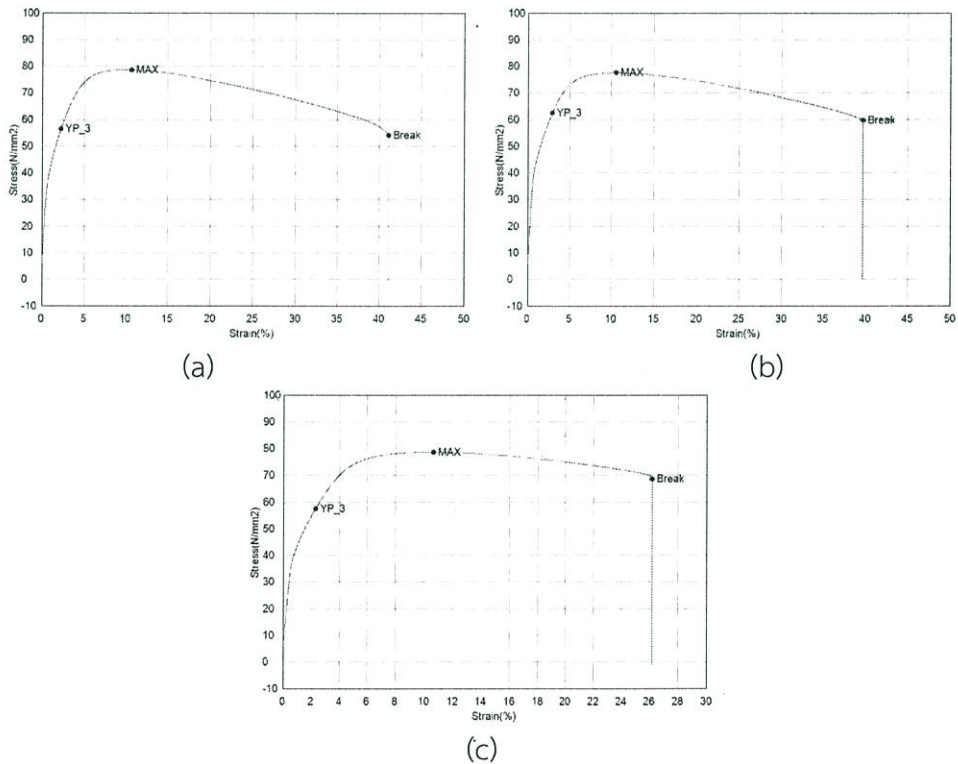 100
90
80
70
60
50
40
30
20
10
0
-10
Stress(N/mm2)
MAX
YP_3
Break
0 5 10 15 20 25 30 35 40 45 50
Strain(%)
(a)
100
90
80
70
60
50
40
30
20
10
0
-10
Stress(N/mm2)
MAX
YP_3
Break
0 5 10 15 20 25 30 35 40 45 50
Strain(%)
(b)
100
90
80
70
60
50
40
30
20
10
0
-10
Stress(N/mm2)
MAX
YP_3
Break
0 2 4 6 8 10 12 14 16 18 20 22 24 26 28 30
Strain(%)
(c)